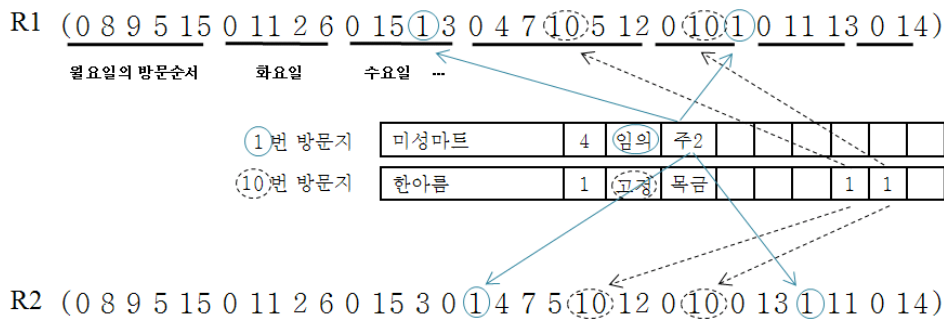 R1 (0 8 9 5 15 0 11 2 6 0 15 1 3 0 4 7 10 5 12 0 10 1 0 11 13 0 14)
월요일의 방문순서 화요일 수요일 ...
1번 방문지 미성마트 4 임의 주2
10번 방문지 한아름 1 고정 목금 1 1
R2 (0 8 9 5 15 0 11 2 6 0 15 3 0 1 4 7 5 10 12 0 10 0 13 1 11 0 14)